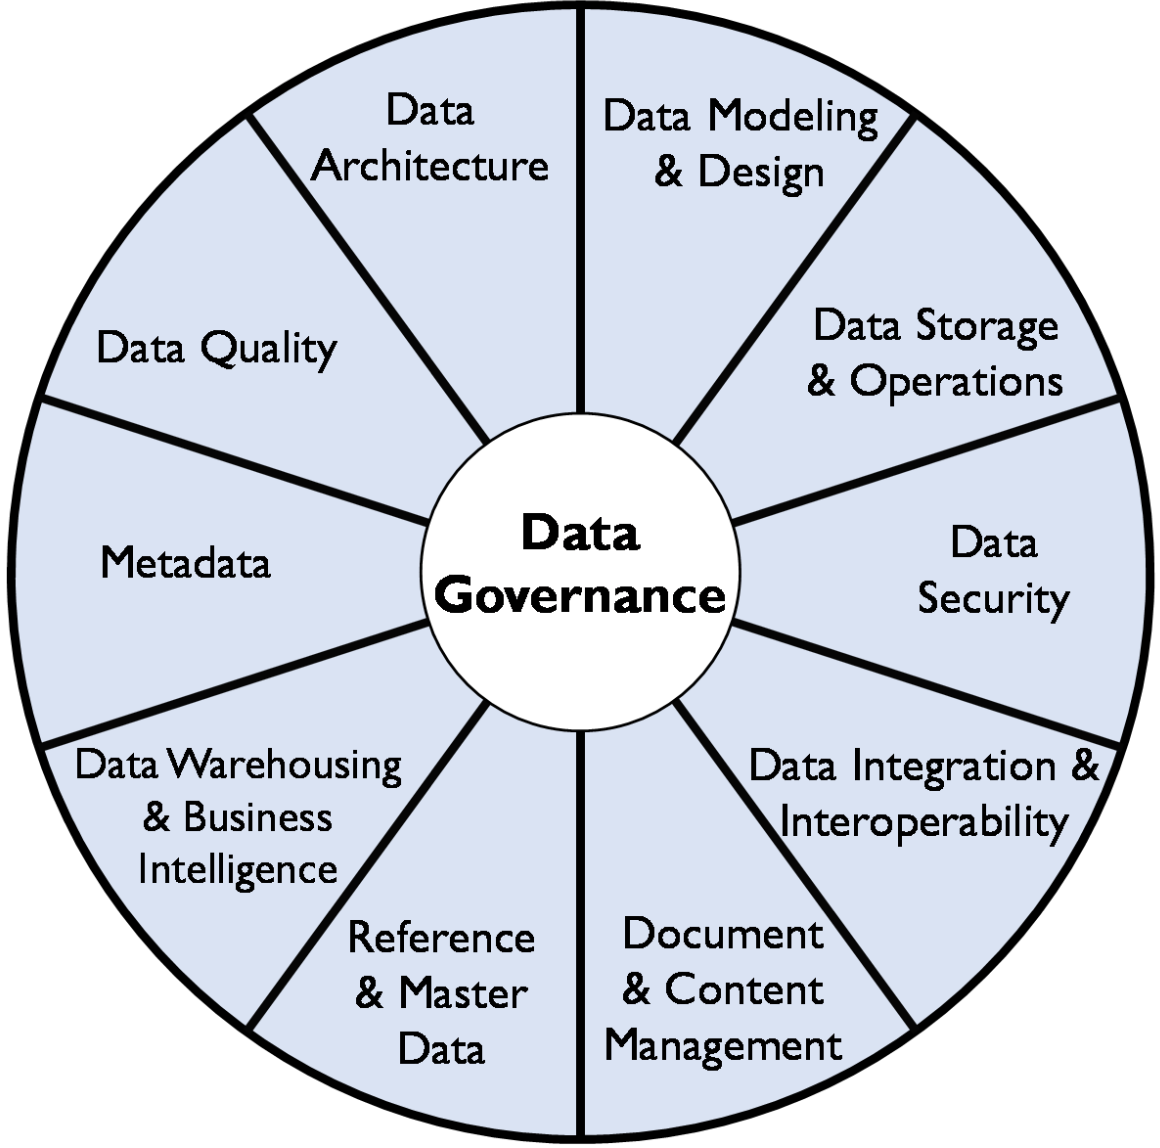 Data
Architecture
Data Modeling
& Design
Data Storage
& Operations
Data
Security
Data Integration &
Interoperability
Document
& Content
Management
Reference
& Master
Data
Data Warehousing
& Business
Intelligence
Metadata
Data Quality
Data
Governance